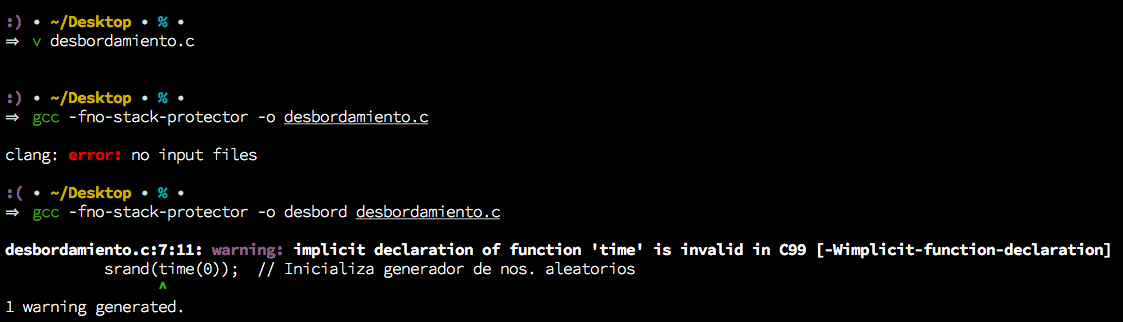 :) • ~/Desktop • % •
⇒ v desbordamiento.c
:) • ~/Desktop • % •
⇒ gcc -fno-stack-protector -o desbordamiento.c
clang: error: no input files
:( • ~/Desktop • % •
⇒ gcc -fno-stack-protector -o desbord desbordamiento.c
desbordamiento.c:7:11: warning: implicit declaration of function 'time' is invalid in C99 [-Wimplicit-function-declaration]
srand(time(0)); // Inicializa generador de nos. aleatorios
^
1 warning generated.